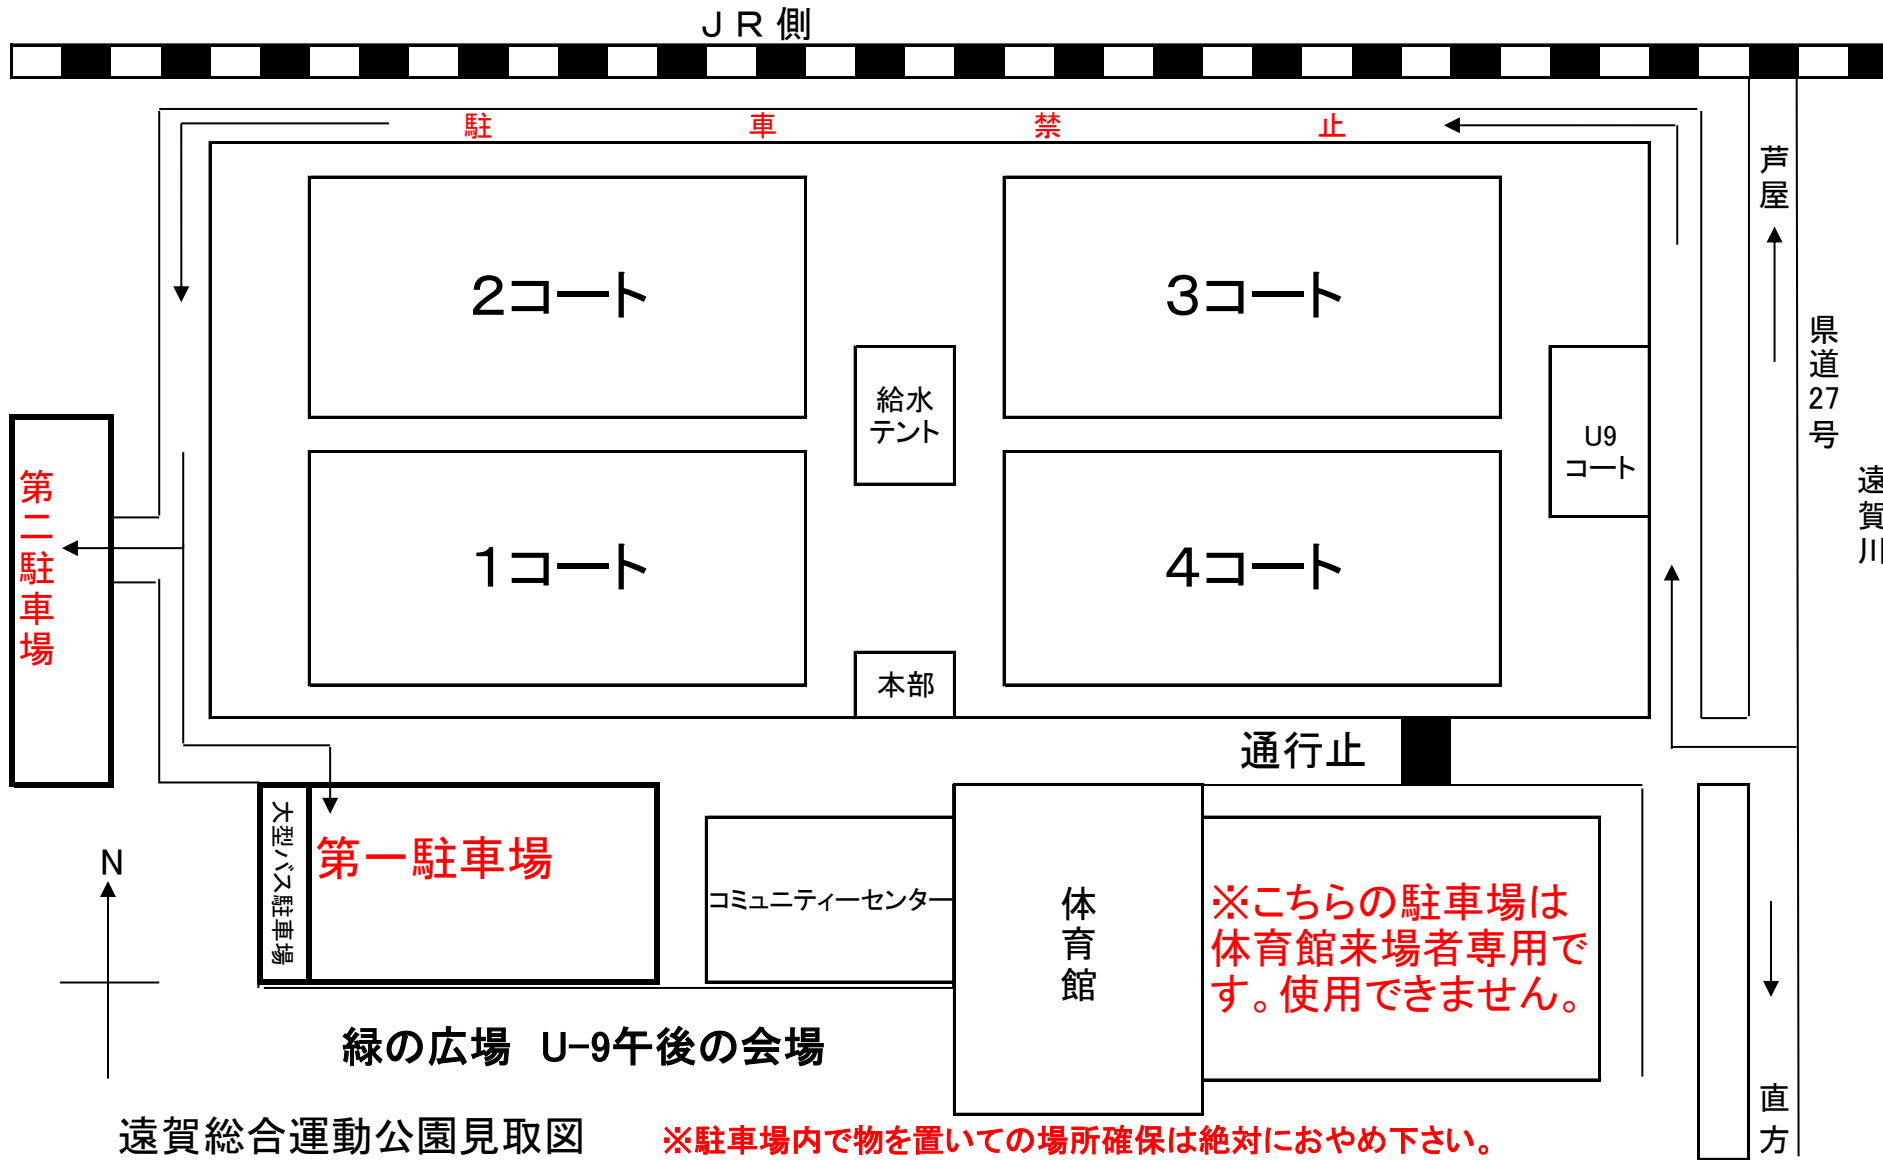 ＪＲ側
駐車禁止
芦屋
２コート
３コート
県道27号
給水
テント
U9
コート
遠賀川
第二駐車場
１コート
４コート
本部
通行止
大型バス駐車場
第一駐車場
N
コミュニティーセンター
体育館
※こちらの駐車場は
体育館来場者専用で
す。使用できません。
緑の広場　U-9午後の会場
直方
遠賀総合運動公園見取図
※駐車場内で物を置いての場所確保は絶対におやめ下さい。